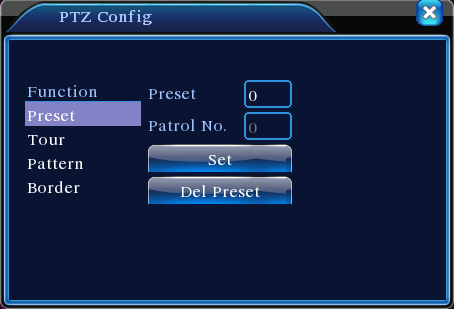 PTZ Config
Function
Preset
Tour
Pattern
Border
Preset 0
Patrol No. 0
Set
Del Preset